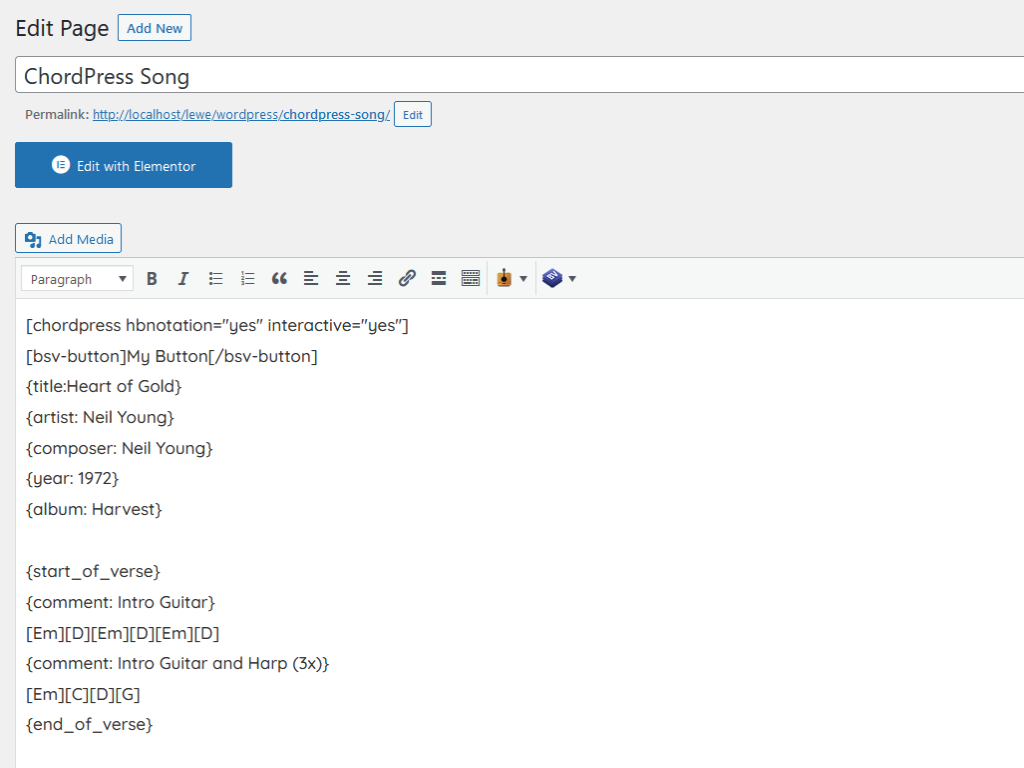 Edit Page Add New
ChordPress Song
Permalink: http://localhost/lewe/wordpress/chordpress-song/ Edit
Edit with Elementor
Add Media
Paragraph
[chordpress hbnotation="yes" interactive="yes"]
[bsv-button]My Button[/bsv-button]
{title:Heart of Gold}
{artist: Neil Young}
{composer: Neil Young}
{year: 1972}
{album: Harvest}
{start_of_verse}
{comment: Intro Guitar}
[Em][D][Em][D][Em][D]
{comment: Intro Guitar and Harp (3x)}
[Em][C][D][G]
{end_of_verse}